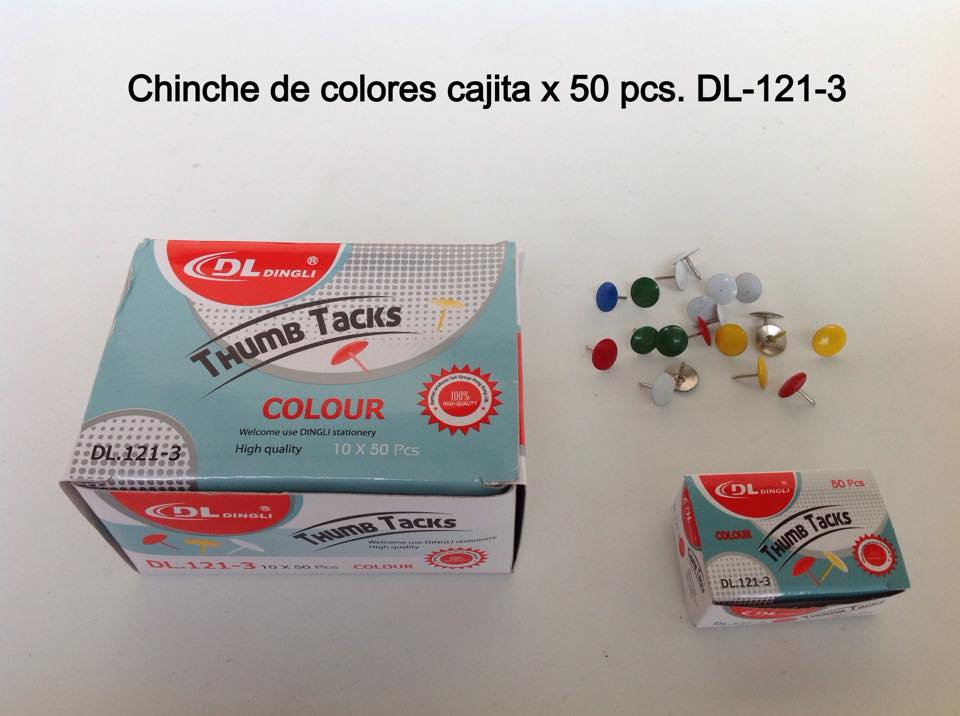 Chinche de colores cajita x 50 pcs. DL-121-3
DL DINGLI ®
THUMB TACKS
COLOUR
100%
HIGH QUALITY
Welcome use DINGLI stationery
High quality 10 X 50 Pcs
DL.121-3
DL DINGLI ®
THUMB TACKS
Welcome use DINGLI stationery
High quality
DL.121-3 10 X 50 Pcs COLOUR
DL DINGLI
50 Pcs
COLOUR
THUMB TACKS
DL.121-3
THUMB TACKS